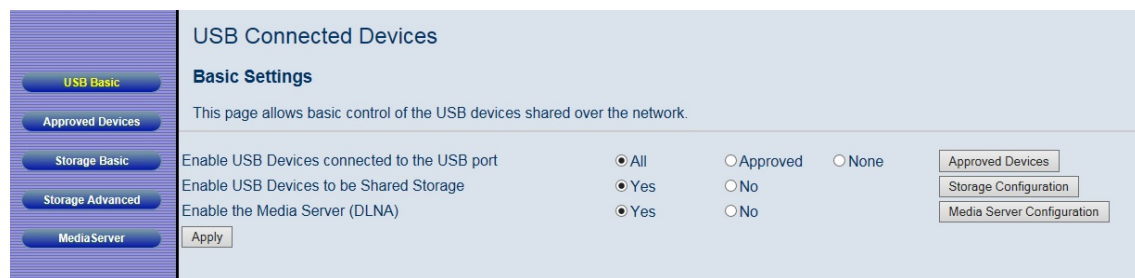 USB Connected Devices
USB Basic
Basic Settings
Approved Devices
This page allows basic control of the USB devices shared over the network.
Storage Basic
Enable USB Devices connected to the USB port All Approved None Approved Devices
Storage Advanced
Enable USB Devices to be Shared Storage Yes No Storage Configuration
Enable the Media Server (DLNA) Yes No Media Server Configuration
MediaServer
Apply